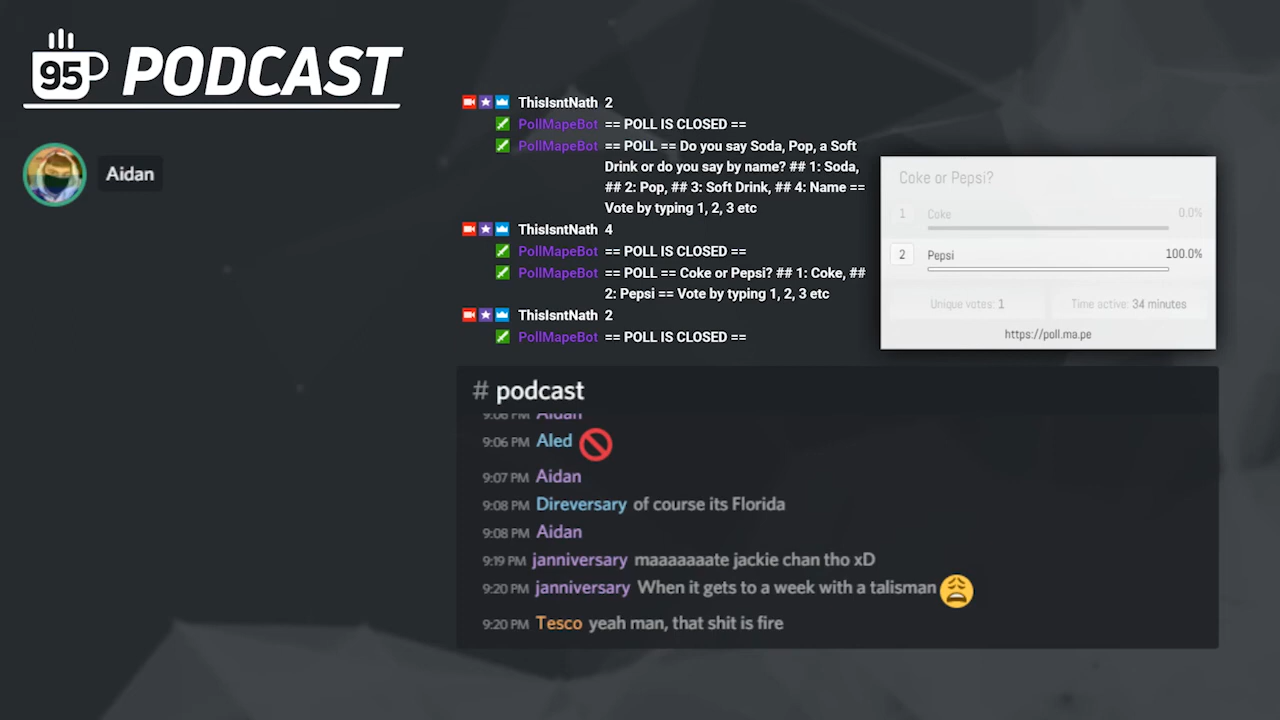 95 PODCAST
Aidan
ThisIsntNath 2
PollMapeBot == POLL IS CLOSED ==
PollMapeBot == POLL == Do you say Soda, Pop, a Soft
Drink or do you say by name? ## 1: Soda,
## 2: Pop, ## 3: Soft Drink, ## 4: Name ==
Vote by typing 1, 2, 3 etc
ThisIsntNath 4
PollMapeBot == POLL IS CLOSED ==
PollMapeBot == POLL == Coke or Pepsi? ## 1: Coke, ##
2: Pepsi == Vote by typing 1, 2, 3 etc
ThisIsntNath 2
PollMapeBot == POLL IS CLOSED ==
Coke or Pepsi?
1 Coke 0.0%
2 Pepsi 100.0%
Unique votes: 1 Time active: 34 minutes
https://poll.ma.pe
# podcast
9:06 PM Aidan
9:06 PM Aled
9:07 PM Aidan
9:08 PM Direversary of course its Florida
9:08 PM Aidan
9:19 PM janniversary maaaaaaate jackie chan tho xD
9:20 PM janniversary When it gets to a week with a talisman
9:20 PM Tesco yeah man, that shit is fire